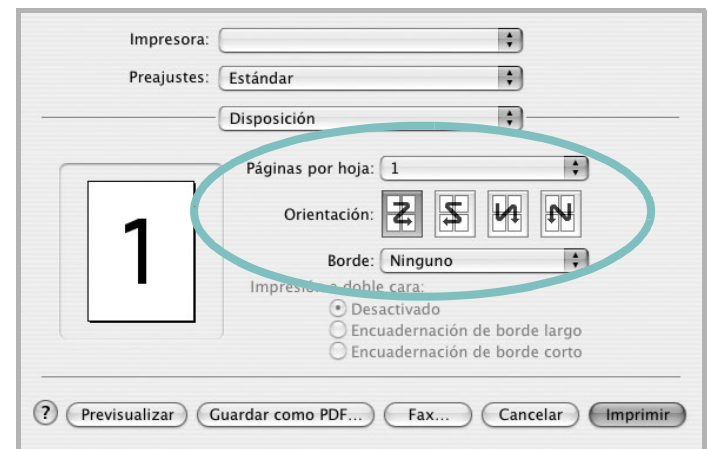 Impresora:
Preajustes: Estándar
Disposición
Páginas por hoja: 1
1
Orientación:
Borde: Ninguno
Impresión a doble cara:
Desactivado
Encuadernación de borde largo
Encuadernación de borde corto
? Previsualizar Guardar como PDF... Fax... Cancelar Imprimir